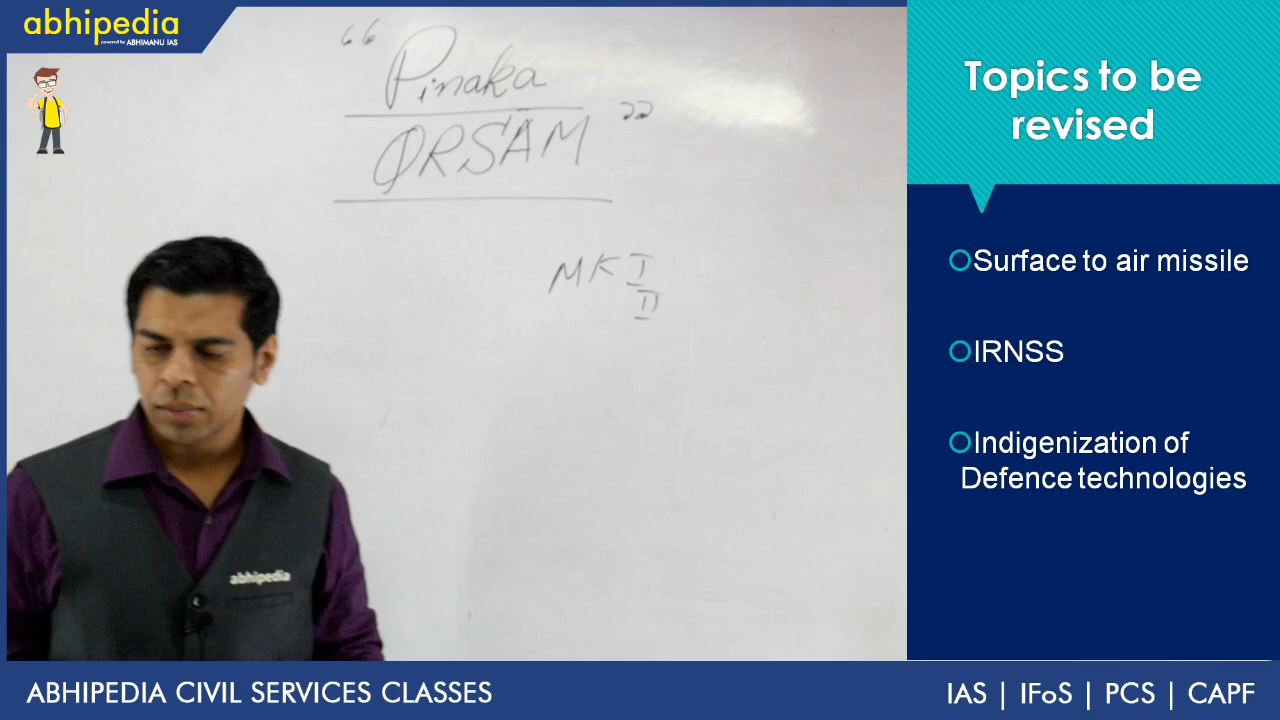 abhipedia
powered by ABHIMANU IAS
“ Pinaka
QRSAM ”
MK I
II
abhipedia
Topics to be
revised
Surface to air missile
IRNSS
Indigenization of
Defence technologies
ABHIPEDIA CIVIL SERVICES CLASSES
IAS | IFoS | PCS | CAPF